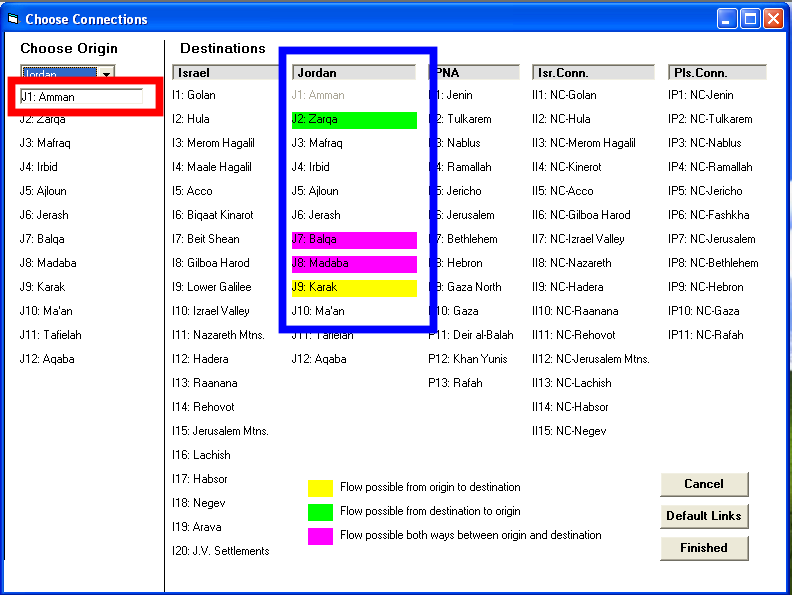 Choose Connections
Choose Origin
Jordan
J1: Amman
J2: Zarqa
J3: Mafraq
J4: Irbid
J5: Ajloun
J6: Jerash
J7: Balqa
J8: Madaba
J9: Karak
J10: Ma'an
J11: Tafielah
J12: Aqaba
Destinations
Israel
I1: Golan
I2: Hula
I3: Merom Hagalil
I4: Maale Hagalil
I5: Acco
I6: Biqaat Kinarot
I7: Beit Shean
I8: Gilboa Harod
I9: Lower Galilee
I10: Izrael Valley
I11: Nazareth Mtns.
I12: Hadera
I13: Raanana
I14: Rehovot
I15: Jerusalem Mtns.
I16: Lachish
I17: Habsor
I18: Negev
I19: Arava
I20: J.V. Settlements
Jordan
J1: Amman
J2: Zarqa
J3: Mafraq
J4: Irbid
J5: Ajloun
J6: Jerash
J7: Balqa
J8: Madaba
J9: Karak
J10: Ma'an
J11: Tafielah
J12: Aqaba
PNA
P1: Jenin
P2: Tulkarem
P3: Nablus
P4: Ramallah
P5: Jericho
P6: Jerusalem
P7: Bethlehem
P8: Hebron
P9: Gaza North
P10: Gaza
P11: Deir al-Balah
P12: Khan Yunis
P13: Rafah
Isr.Conn.
II1: NC-Golan
II2: NC-Hula
II3: NC-Merom Hagalil
II4: NC-Kinerot
II5: NC-Acco
II6: NC-Gilboa Harod
II7: NC-Izrael Valley
II8: NC-Nazareth
II9: NC-Hadera
II10: NC-Raanana
II11: NC-Rehovot
II12: NC-Jerusalem Mtns.
II13: NC-Lachish
II14: NC-Habsor
II15: NC-Negev
Pls.Conn.
IP1: NC-Jenin
IP2: NC-Tulkarem
IP3: NC-Nablus
IP4: NC-Ramallah
IP5: NC-Jericho
IP6: NC-Fashkha
IP7: NC-Jerusalem
IP8: NC-Bethlehem
IP9: NC-Hebron
IP10: NC-Gaza
IP11: NC-Rafah
Flow possible from origin to destination
Flow possible from destination to origin
Flow possible both ways between origin and destination
Cancel
Default Links
Finished